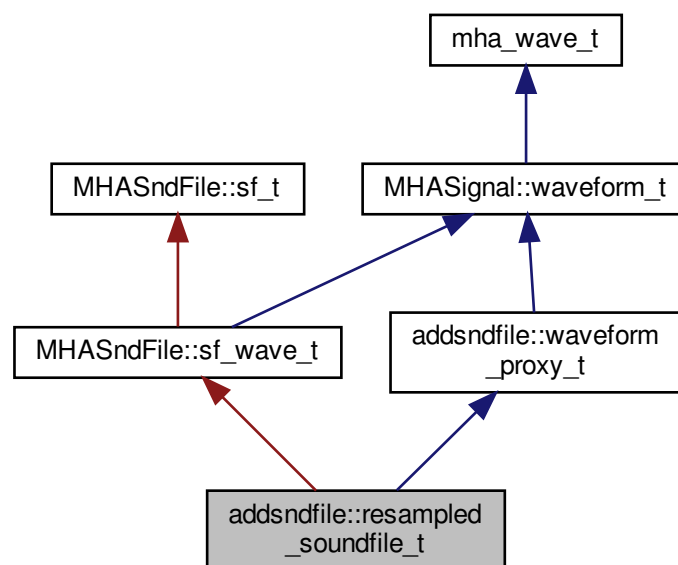 mha_wave_t
MHASndFile::sf_t
MHASignal::waveform_t
MHASndFile::sf_wave_t
addsndfile::waveform
_proxy_t
addsndfile::resampled
_soundfile_t